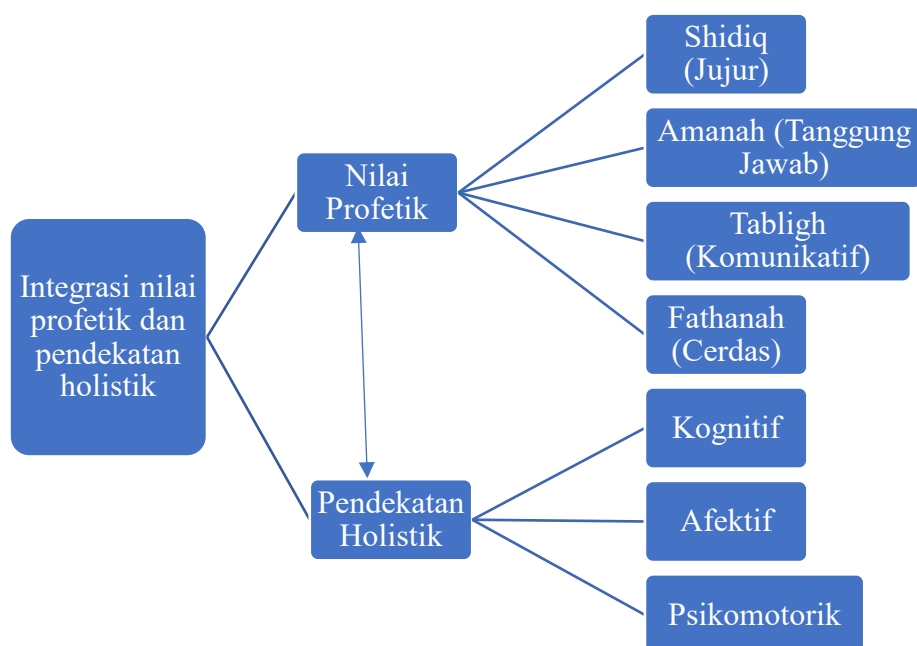 Integrasi nilai
profetik dan
pendekatan
holistik
Nilai
Profetik
Pendekatan
Holistik
Shidiq
(Jujur)
Amanah (Tanggung
Jawab)
Tabligh
(Komunikatif)
Fathanah
(Cerdas)
Kognitif
Afektif
Psikomotorik